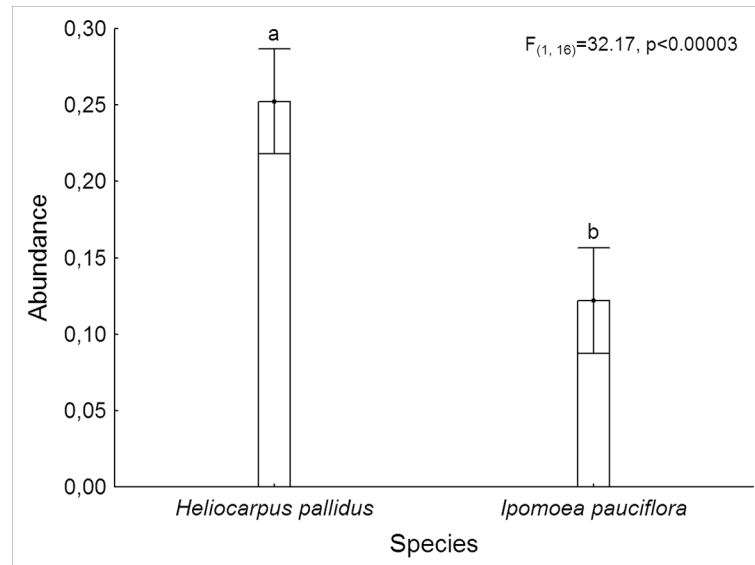 F(1, 16)=32.17, p<0.00003
Abundance
0,30
0,25
0,20
0,15
0,10
0,05
0,00
a
b
Heliocarpus pallidus
Ipomoea pauciflora
Species